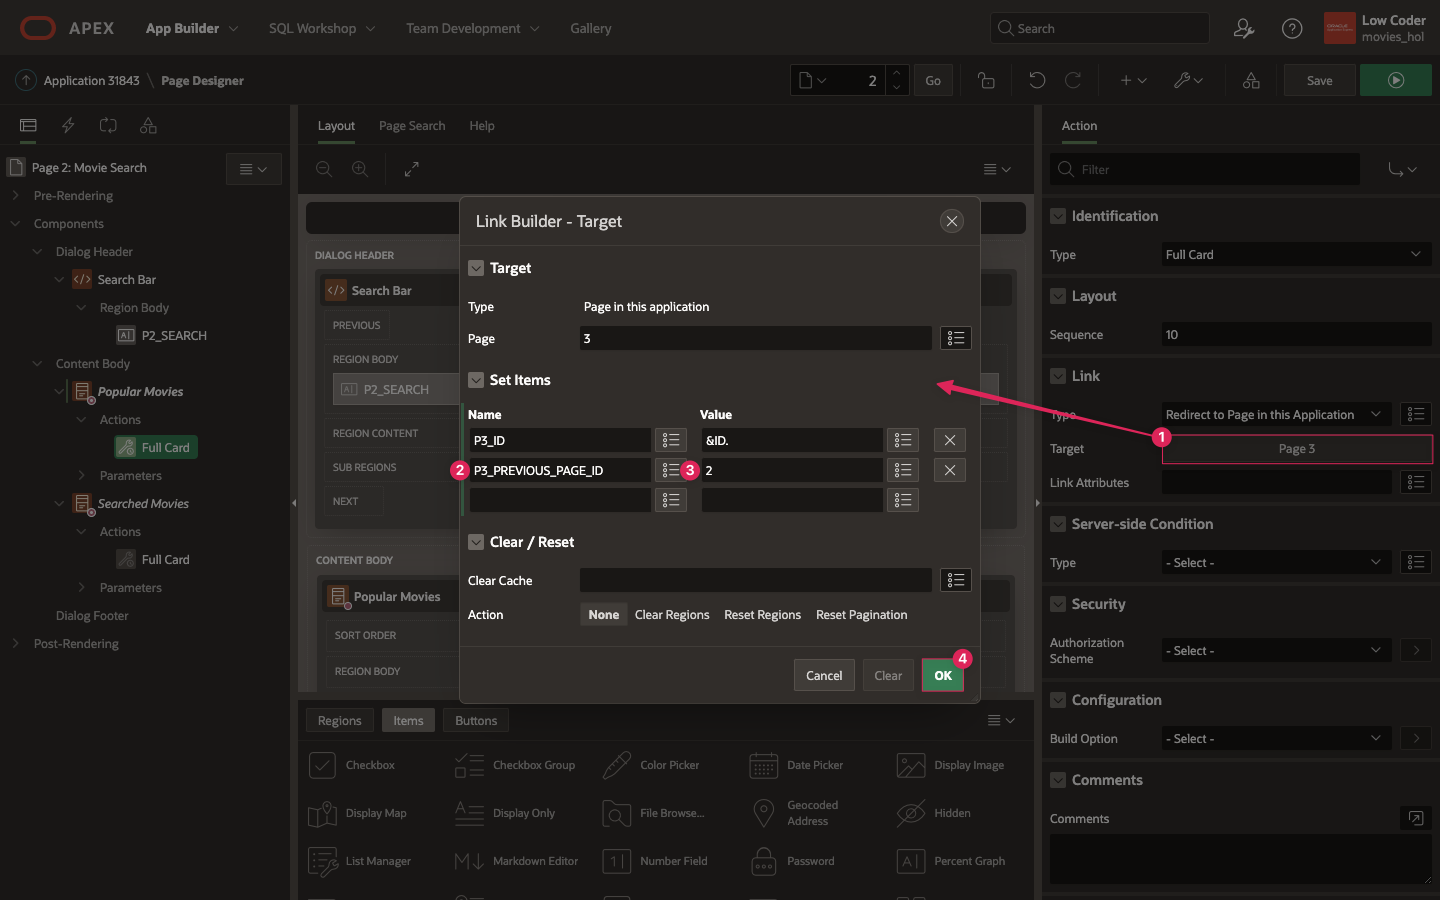 APEX
App Builder
SQL Workshop
Team Development
Gallery
Search
Low Coder
movies_hol
Application 31843 \ Page Designer
2
Go
Save
Layout
Page Search
Help
Action
Page 2: Movie Search
Pre-Rendering
Components
Dialog Header
Search Bar
Region Body
P2_SEARCH
Content Body
Popular Movies
Actions
Full Card
Parameters
Searched Movies
Actions
Full Card
Parameters
Dialog Footer
Post-Rendering
DIALOG HEADER
Search Bar
PREVIOUS
REGION BODY
P2_SEARCH
REGION CONTENT
SUB REGIONS
NEXT
CONTENT BODY
Popular Movies
SORT ORDER
REGION BODY
Link Builder - Target
Target
Type
Page in this application
Page
3
Set Items
Name
Value
P3_ID
&ID.
2
P3_PREVIOUS_PAGE_ID
3
2
Clear / Reset
Clear Cache
Action
None
Clear Regions
Reset Regions
Reset Pagination
Cancel
Clear
OK
4
Regions
Items
Buttons
Checkbox
Checkbox Group
Color Picker
Date Picker
Display Image
Display Map
Display Only
File Browse...
Geocoded
Address
Hidden
List Manager
Markdown Editor
Number Field
Password
Percent Graph
Filter
Identification
Type
Full Card
Layout
Sequence
10
Link
Type
Redirect to Page in this Application
1
Target
Page 3
Link Attributes
Server-side Condition
Type
- Select -
Security
Authorization
Scheme
- Select -
Configuration
Build Option
- Select -
Comments
Comments